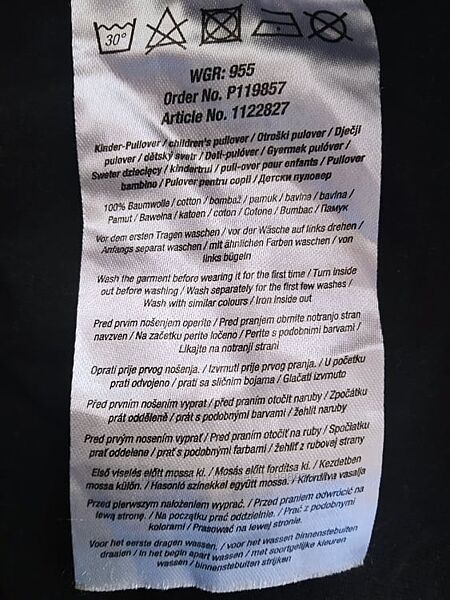 30°
WGR: 955
Order No. P119857
Article No. 1122827
Kinder-Pullover / children's pullover / Otroški pulover / Dječji
pulover / dětský svetr / Deti-pulóver / Gyermek pulóver /
Sweter dziecięcy / kindertrui / pull-over pour enfants / Pullover
bambino / Pulover pentru copii / Детски пуловер
100% Baumwolle / cotton / bombaž / pamuk / bavlna / bavlna /
Pamut / Bawełna / katoen / coton / Cotone / Bumbac / Памук
Vor dem ersten Tragen waschen / vor der Wäsche auf links drehen /
Anfangs separat waschen / mit ähnlichen Farben waschen / von
links bügeln
Wash the garment before wearing it for the first time / Turn inside
out before washing / Wash separately for the first few washes /
Wash with similar colours / Iron inside out
Pred prvim nošenjem operite / Pred pranjem obrnite notranjo stran
navzven / Na začetku perite ločeno / Perite s podobnimi barvami /
Likajte na notranji strani
Oprati prije prvog nošenja. / Izvrnuti prije prvog pranja. / U početku
prati odvojeno / prati sa sličnim bojama / Glačati izvrnuto
Před prvním nošením vyprat / před praním otočit naruby / Zpočátku
prát odděleně / prát s podobnými barvami / žehlit naruby
Pred prvým nosením vyprať / Pred praním otočiť na ruby / Spočiatku
prať oddelene / prať s podobnými farbami / žehliť z rubovej strany
Első viselés előtt mossa ki. / Mosás előtt fordítsa ki. / Kezdetben
mossa külön. / Hasonló színekkel együtt mossa. / Kifordítva vasalja
Przed pierwszym nałożeniem wyprać. / Przed praniem odwrócić na
lewą stronę. / Na początku prać oddzielnie. / Prać z podobnymi
kolorami / Prasować na lewej stronie.
Voor het eerste dragen wassen, / voor het wassen binnenstebuiten
draaien / In het begin apart wassen / met soortgelijke kleuren
wassen / binnenstebuiten strijken